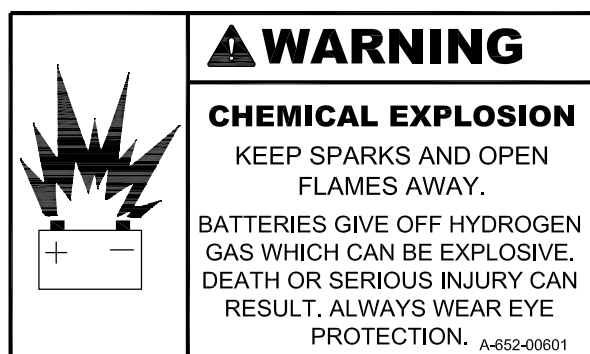 WARNING
CHEMICAL EXPLOSION
KEEP SPARKS AND OPEN
FLAMES AWAY.
BATTERIES GIVE OFF HYDROGEN
GAS WHICH CAN BE EXPLOSIVE.
DEATH OR SERIOUS INJURY CAN
RESULT. ALWAYS WEAR EYE
PROTECTION. A-652-00601